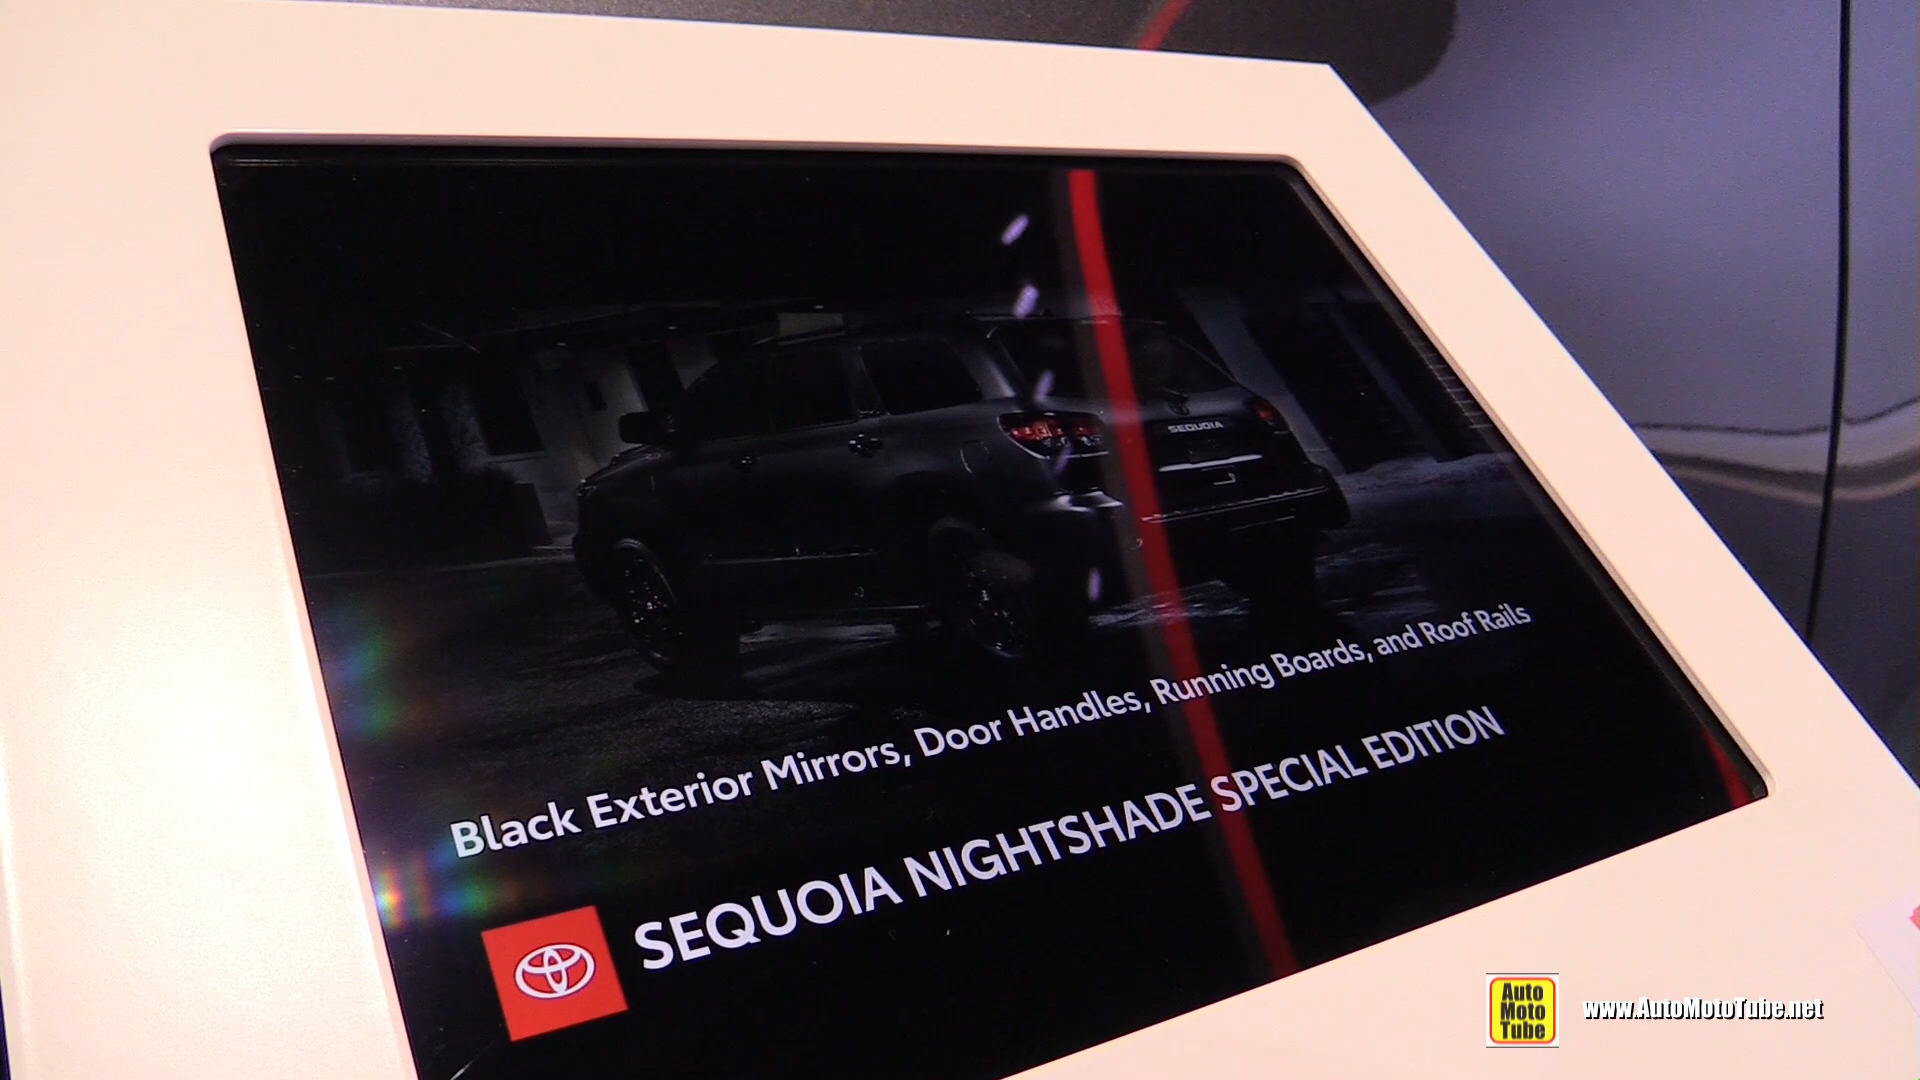 SEQUOIA
Black Exterior Mirrors, Door Handles, Running Boards, and Roof Rails
SEQUOIA NIGHTSHADE SPECIAL EDITION
Auto
Moto
Tube
www.AutoMotoTube.net